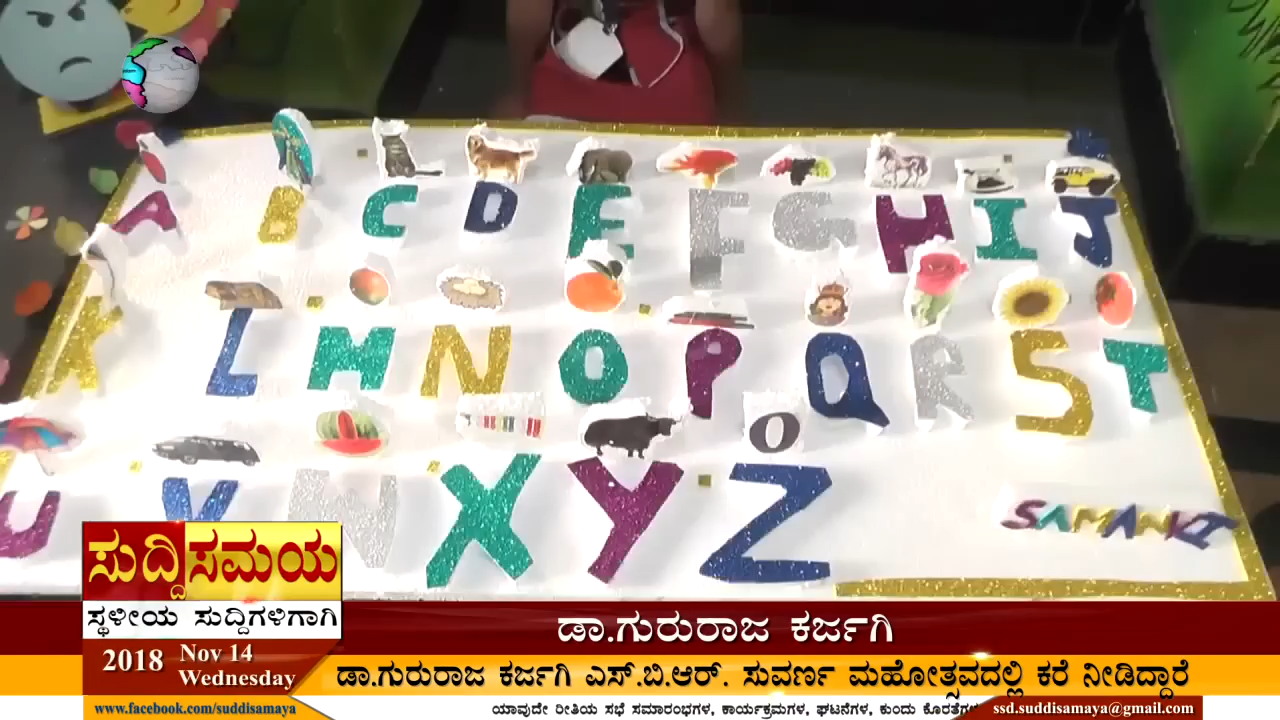 A B C D E F G H I J
K L M N O P Q R S T
U V W X Y Z
O
SAMANVI
ಸುದ್ದಿಸಮಯ
ಸ್ಥಳೀಯ ಸುದ್ದಿಗಳಿಗಾಗಿ
2018 Nov 14
Wednesday
ಡಾ.ಗುರುರಾಜ ಕರ್ಜಗಿ
ಡಾ.ಗುರುರಾಜ ಕರ್ಜಗಿ ಎಸ್.ಬಿ.ಆರ್. ಸುವರ್ಣ ಮಹೋತ್ಸವದಲ್ಲಿ ಕರೆ ನೀಡಿದ್ದಾರೆ
www.facebook.com/suddisamaya
ಯಾವುದೇ ರೀತಿಯ ಸಭೆ ಸಮಾರಂಭಗಳ, ಕಾರ್ಯಕ್ರಮಗಳ, ಘಟನೆಗಳ, ಕುಂದು ಕೊರತೆಗಳ
ssd.suddisamaya@gmail.com